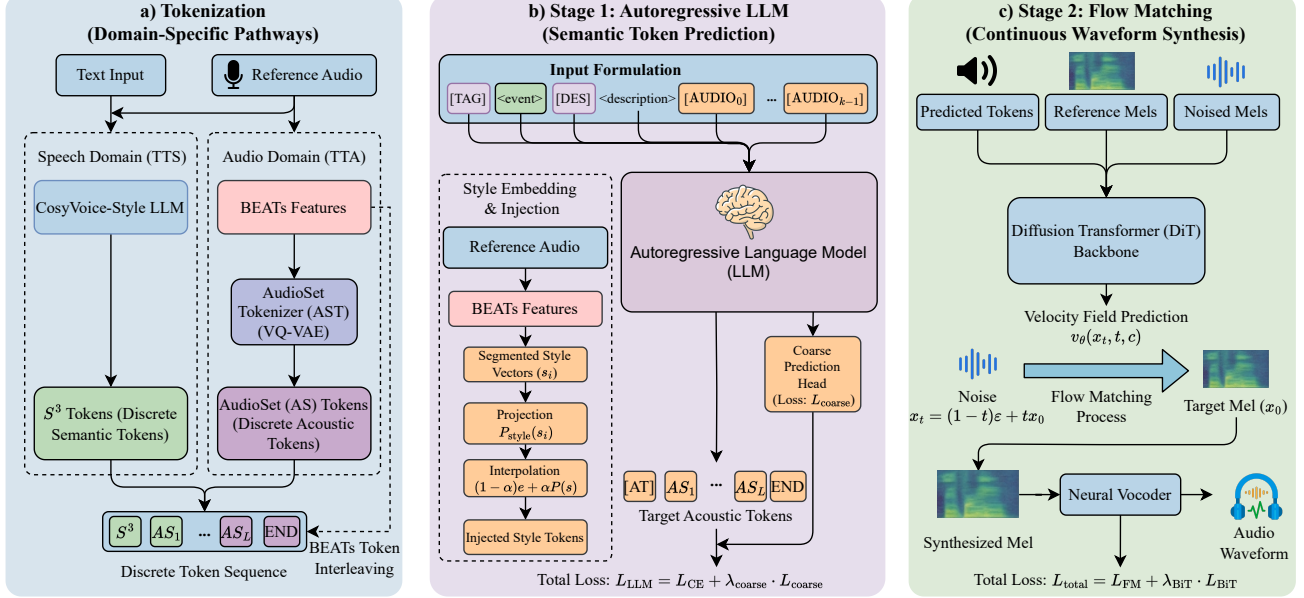 a) Tokenization
(Domain-Specific Pathways)
Text Input
Reference Audio
Speech Domain (TTS)
Audio Domain (TTA)
CosyVoice-Style LLM
BEATs Features
AudioSet
Tokenizer (AST)
(VQ-VAE)
S³ Tokens (Discrete
Semantic Tokens)
AudioSet (AS) Tokens
(Discrete Acoustic
Tokens)
S³ AS₁ ... AS_L END
BEATs Token
Interleaving
Discrete Token Sequence
b) Stage 1: Autoregressive LLM
(Semantic Token Prediction)
Input Formulation
[TAG] <event> [DES] <description> [AUDIO₀] ... [AUDIO_{k−1}]
Style Embedding
& Injection
Reference Audio
BEATs Features
Segmented Style
Vectors (s_i)
Projection
P_style(s_i)
Interpolation
(1 − α)e + αP(s)
Injected Style Tokens
Autoregressive Language Model
(LLM)
Coarse
Prediction
Head
(Loss: L_coarse)
[AT] AS₁ ... AS_L END
Target Acoustic Tokens
Total Loss: L_LLM = L_CE + λ_coarse · L_coarse
c) Stage 2: Flow Matching
(Continuous Waveform Synthesis)
Predicted Tokens
Reference Mels
Noised Mels
Diffusion Transformer (DiT)
Backbone
Velocity Field Prediction
v_θ(x_t, t, c)
Noise
x_t = (1 − t)ε + tx₀
Flow Matching
Process
Target Mel (x₀)
Synthesized Mel
Neural Vocoder
Audio
Waveform
Total Loss: L_total = L_FM + λ_BiT · L_BiT